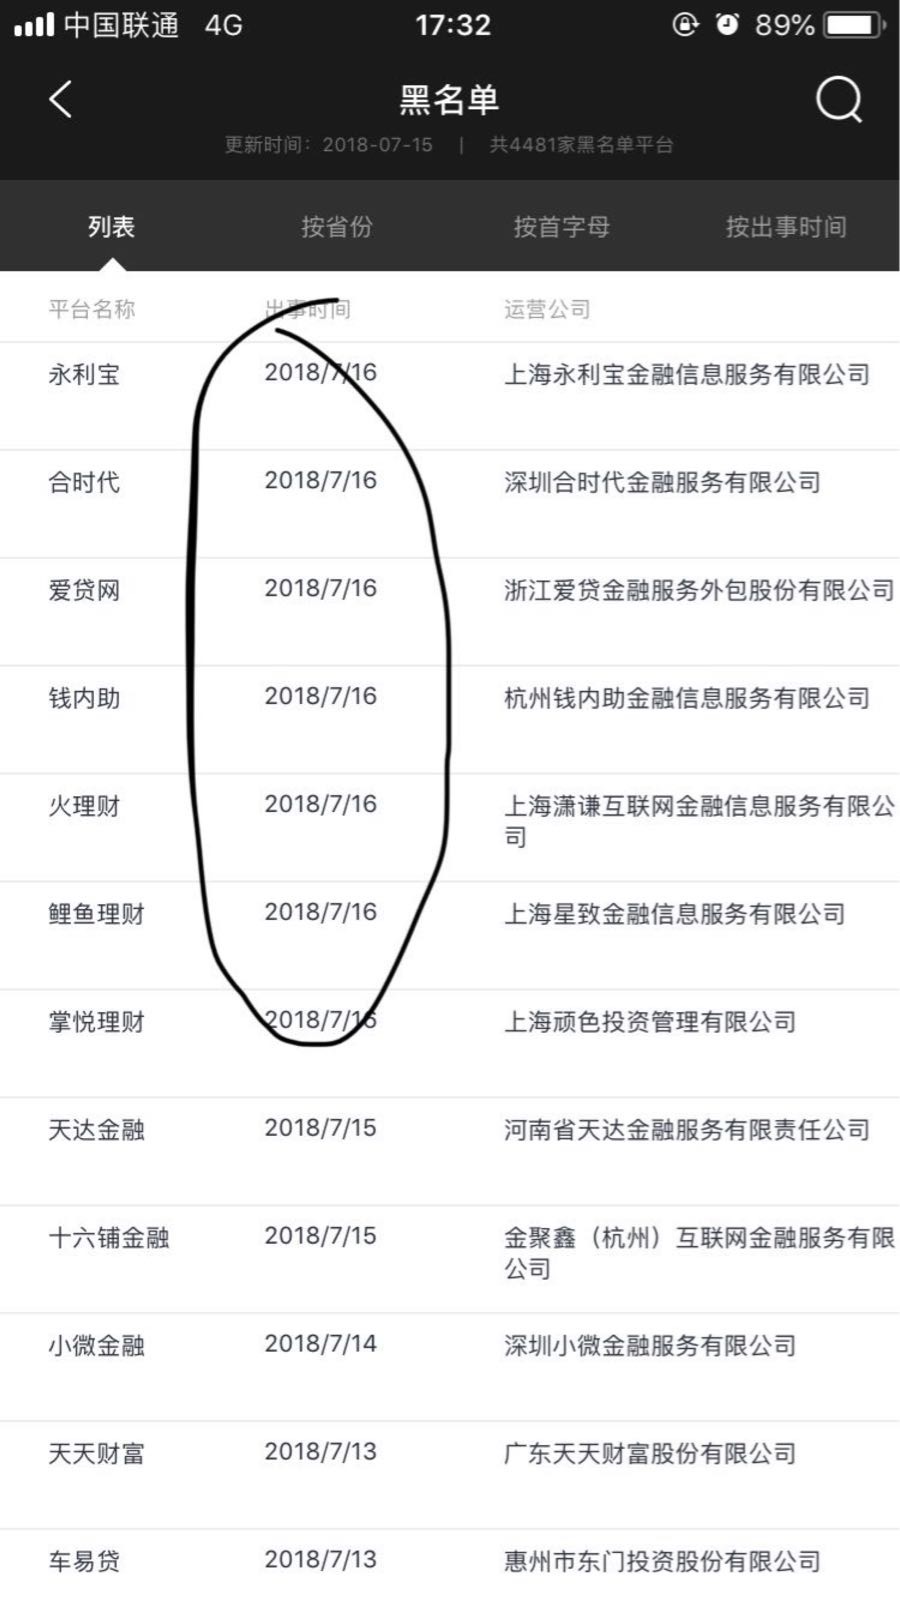 中国联通 4G 17:32 89%
黑名单
更新时间：2018-07-15 | 共4481家黑名单平台
列表 按省份 按首字母 按出事时间
平台名称 出事时间 运营公司
永利宝 2018/7/16 上海永利宝金融信息服务有限公司
合时代 2018/7/16 深圳合时代金融服务有限公司
爱贷网 2018/7/16 浙江爱贷金融服务外包股份有限公司
钱内助 2018/7/16 杭州钱内助金融信息服务有限公司
火理财 2018/7/16 上海潇谦互联网金融信息服务有限公
司
鲤鱼理财 2018/7/16 上海星致金融信息服务有限公司
掌悦理财 2018/7/16 上海顽色投资管理有限公司
天达金融 2018/7/15 河南省天达金融服务有限责任公司
十六铺金融 2018/7/15 金聚鑫（杭州）互联网金融服务有限
公司
小微金融 2018/7/14 深圳小微金融服务有限公司
天天财富 2018/7/13 广东天天财富股份有限公司
车易贷 2018/7/13 惠州市东门投资股份有限公司